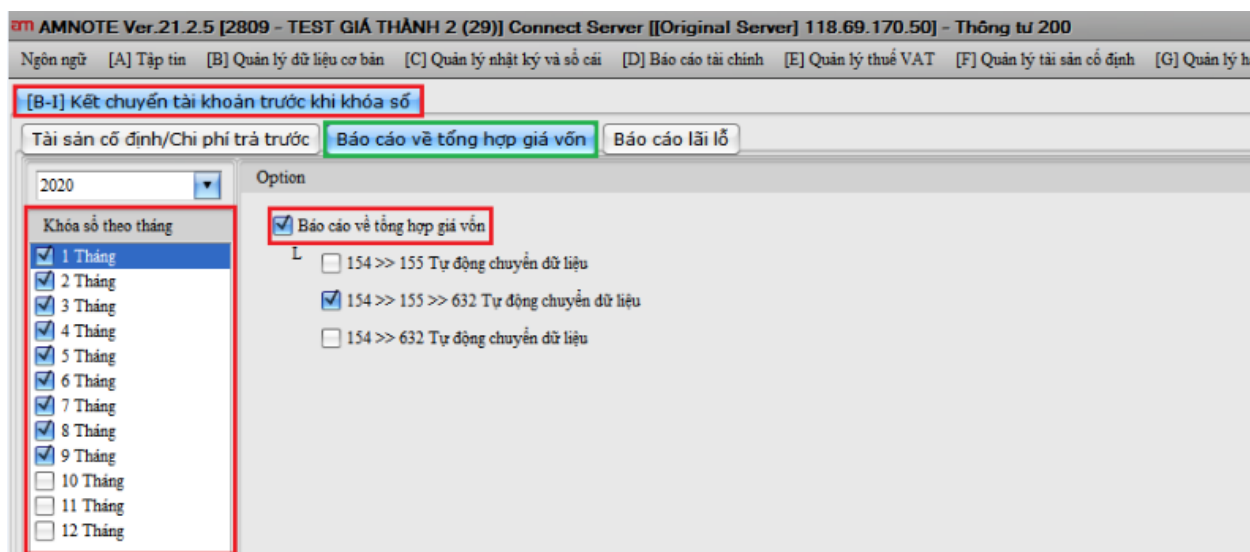 am AMNOTE Ver.21.2.5 [2809 - TEST GIÁ THÀNH 2 (29)] Connect Server [[Original Server] 118.69.170.50] - Thông tư 200
Ngôn ngữ [A] Tập tin [B] Quản lý dữ liệu cơ bản [C] Quản lý nhật ký và sổ cái [D] Báo cáo tài chính [E] Quản lý thuế VAT [F] Quản lý tài sản cố định [G] Quản lý h
[B-I] Kết chuyển tài khoản trước khi khóa sổ
Tài sản cố định/Chi phí trả trước Báo cáo về tổng hợp giá vốn Báo cáo lãi lỗ
2020 Option
Khóa sổ theo tháng
Báo cáo về tổng hợp giá vốn
1 Tháng
L 154 >> 155 Tự động chuyển dữ liệu
2 Tháng
3 Tháng
154 >> 155 >> 632 Tự động chuyển dữ liệu
4 Tháng
154 >> 632 Tự động chuyển dữ liệu
5 Tháng
6 Tháng
7 Tháng
8 Tháng
9 Tháng
10 Tháng
11 Tháng
12 Tháng